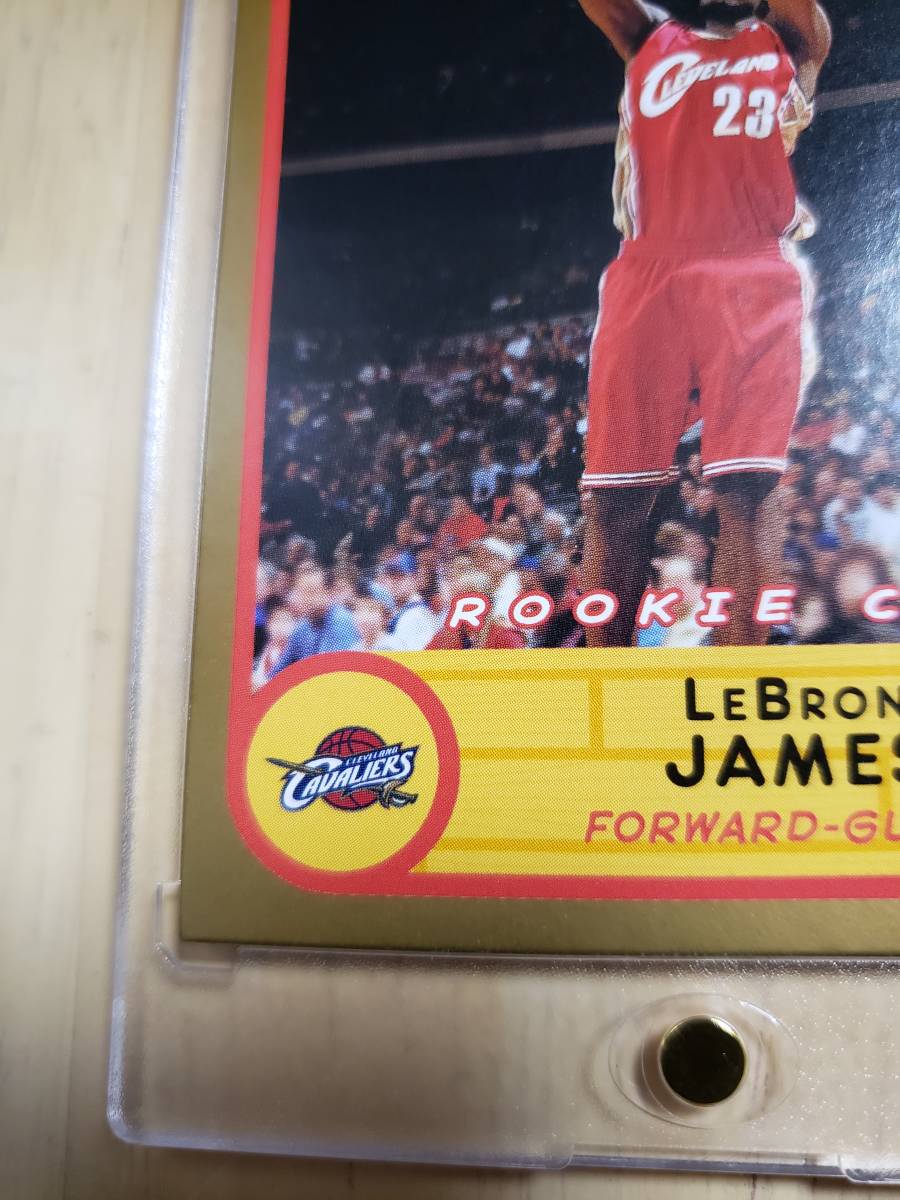 CLEVELAND
23
ROOKIE C
LEBRON
JAMES
FORWARD-GU
CLEVELAND
CAVALIERS